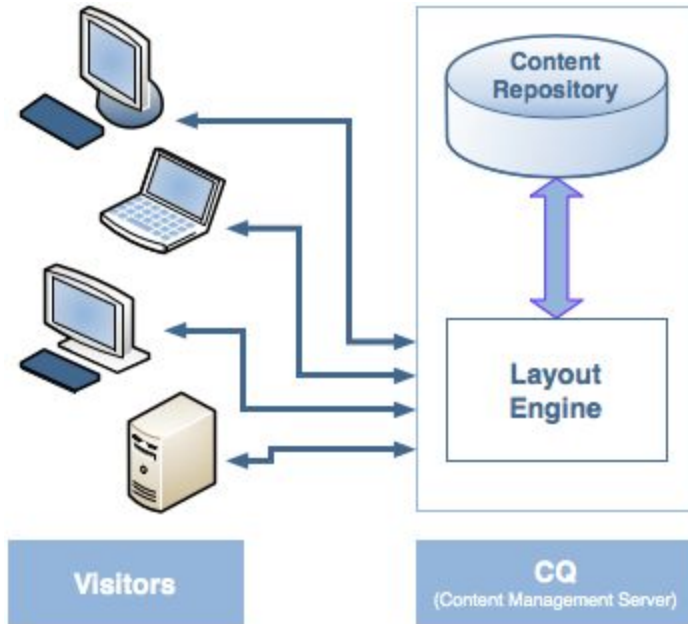 Content
Repository
Layout
Engine
Visitors
CQ
(Content Management Server)